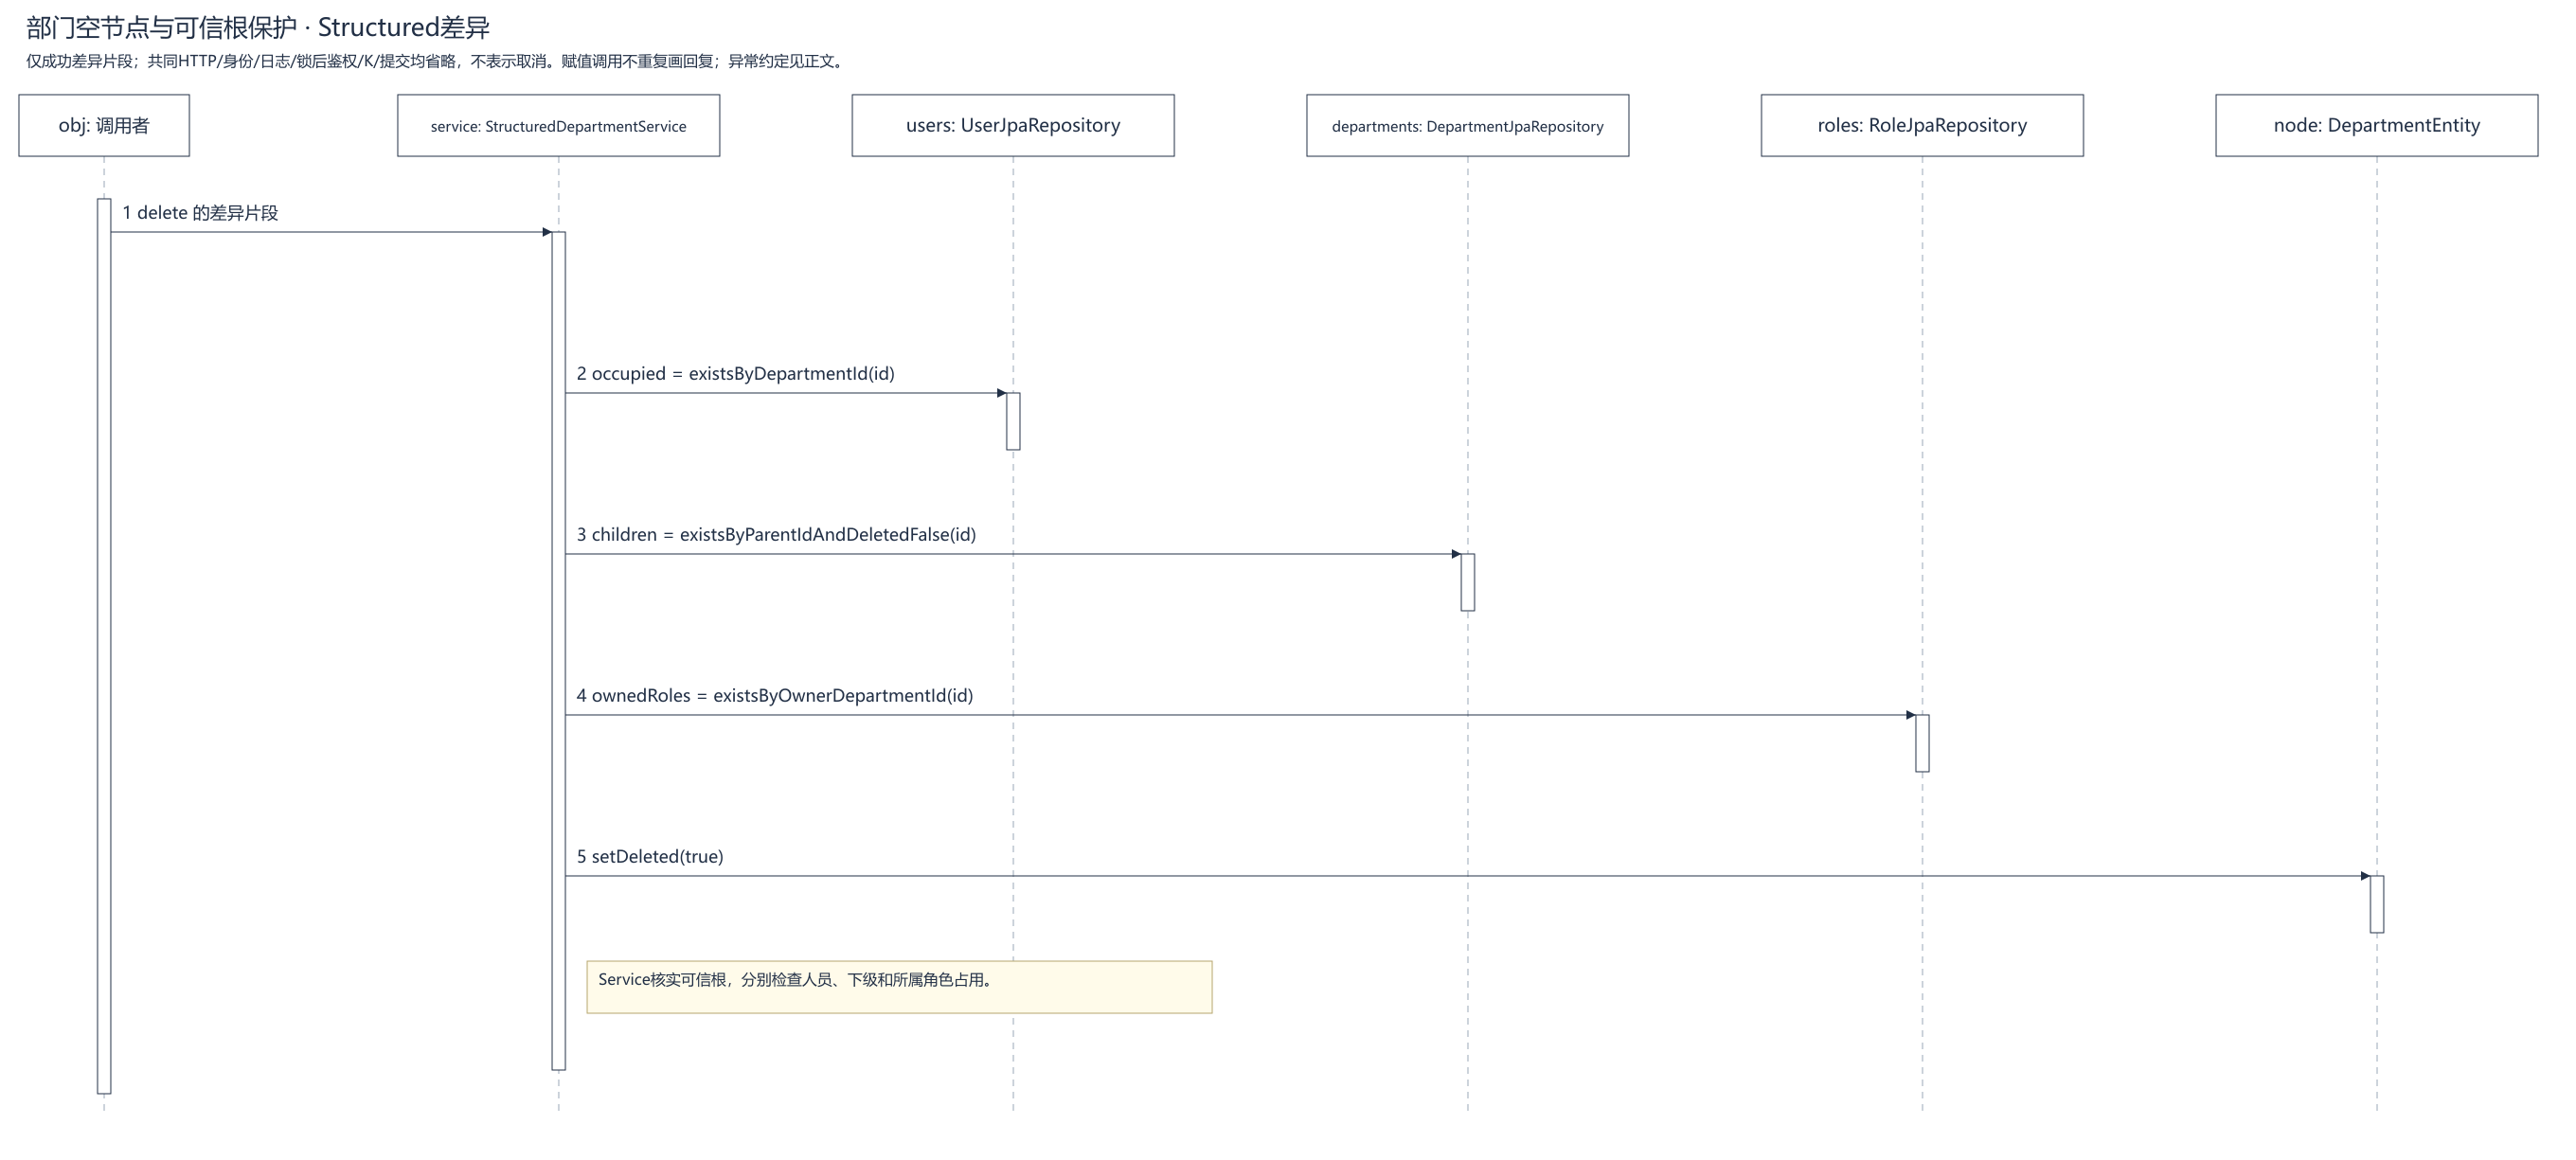 部门空节点与可信根保护 · Structured差异
仅成功差异片段；共同HTTP/身份/日志/锁后鉴权/K/提交均省略，不表示取消。赋值调用不重复画回复；异常约定见正文。
obj: 调用者
service: StructuredDepartmentService
users: UserJpaRepository
departments: DepartmentJpaRepository
roles: RoleJpaRepository
node: DepartmentEntity
1 delete 的差异片段
2 occupied = existsByDepartmentId(id)
3 children = existsByParentIdAndDeletedFalse(id)
4 ownedRoles = existsByOwnerDepartmentId(id)
5 setDeleted(true)
Service核实可信根，分别检查人员、下级和所属角色占用。